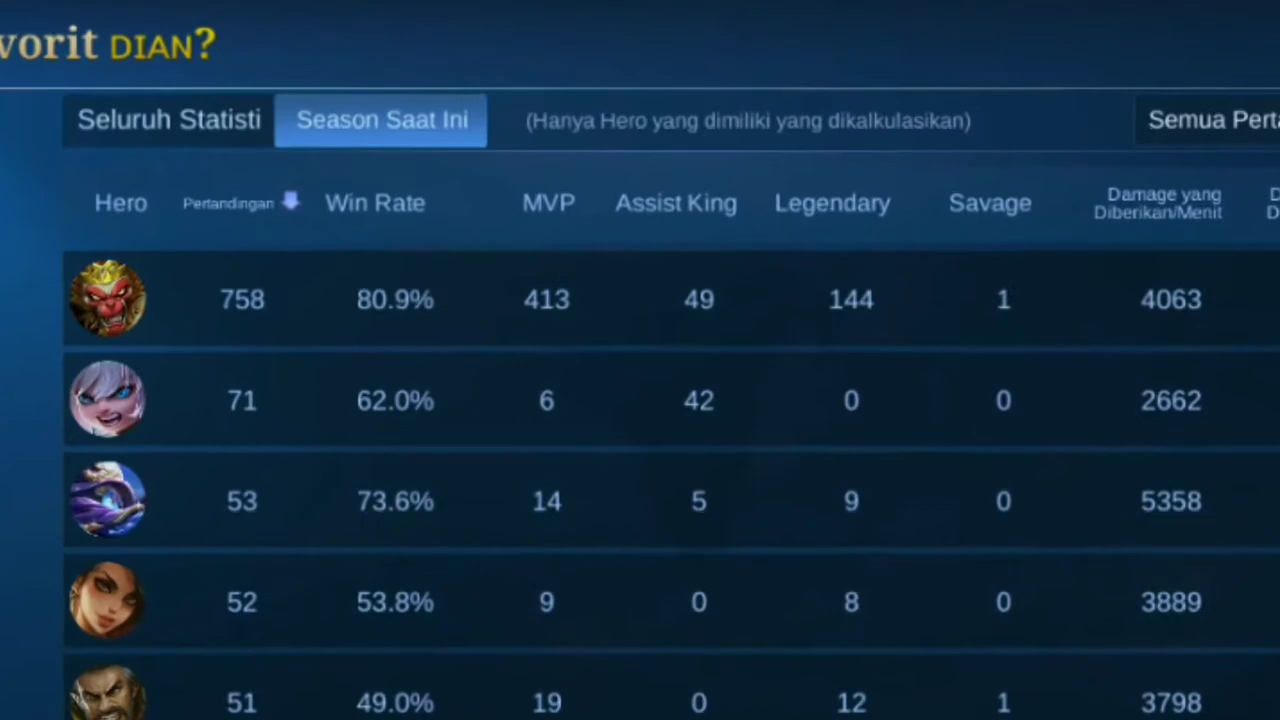 vorit DIAN?
Seluruh Statisti Season Saat Ini (Hanya Hero yang dimiliki yang dikalkulasikan) Semua Perta
Hero Pertandingan Win Rate MVP Assist King Legendary Savage Damage yang Diberikan/Menit D D
758 80.9% 413 49 144 1 4063
71 62.0% 6 42 0 0 2662
53 73.6% 14 5 9 0 5358
52 53.8% 9 0 8 0 3889
51 49.0% 19 0 12 1 3798